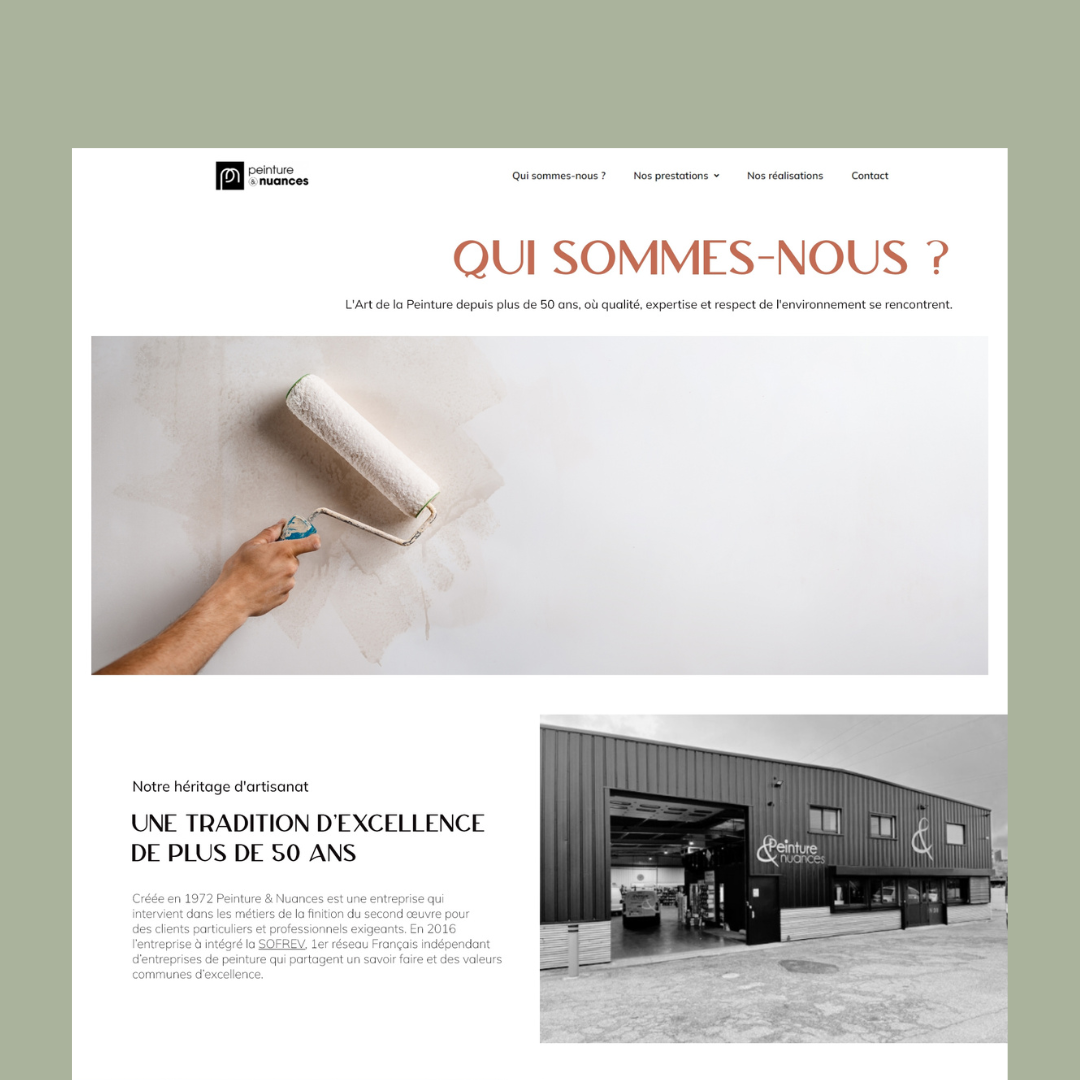 peinture
& nuances
Qui sommes-nous ? Nos prestations Nos réalisations Contact
QUI SOMMES-NOUS ?
L'Art de la Peinture depuis plus de 50 ans, où qualité, expertise et respect de l'environnement se rencontrent.
Notre héritage d'artisanat
UNE TRADITION D'EXCELLENCE
DE PLUS DE 50 ANS
Créée en 1972 Peinture & Nuances est une entreprise qui
intervient dans les métiers de la finition du second œuvre pour
des clients particuliers et professionnels exigeants. En 2016
l'entreprise à intégré la SOFREV, 1er réseau Français indépendant
d'entreprises de peinture qui partagent un savoir faire et des valeurs
communes d'excellence.
&Peinture
nuances
&